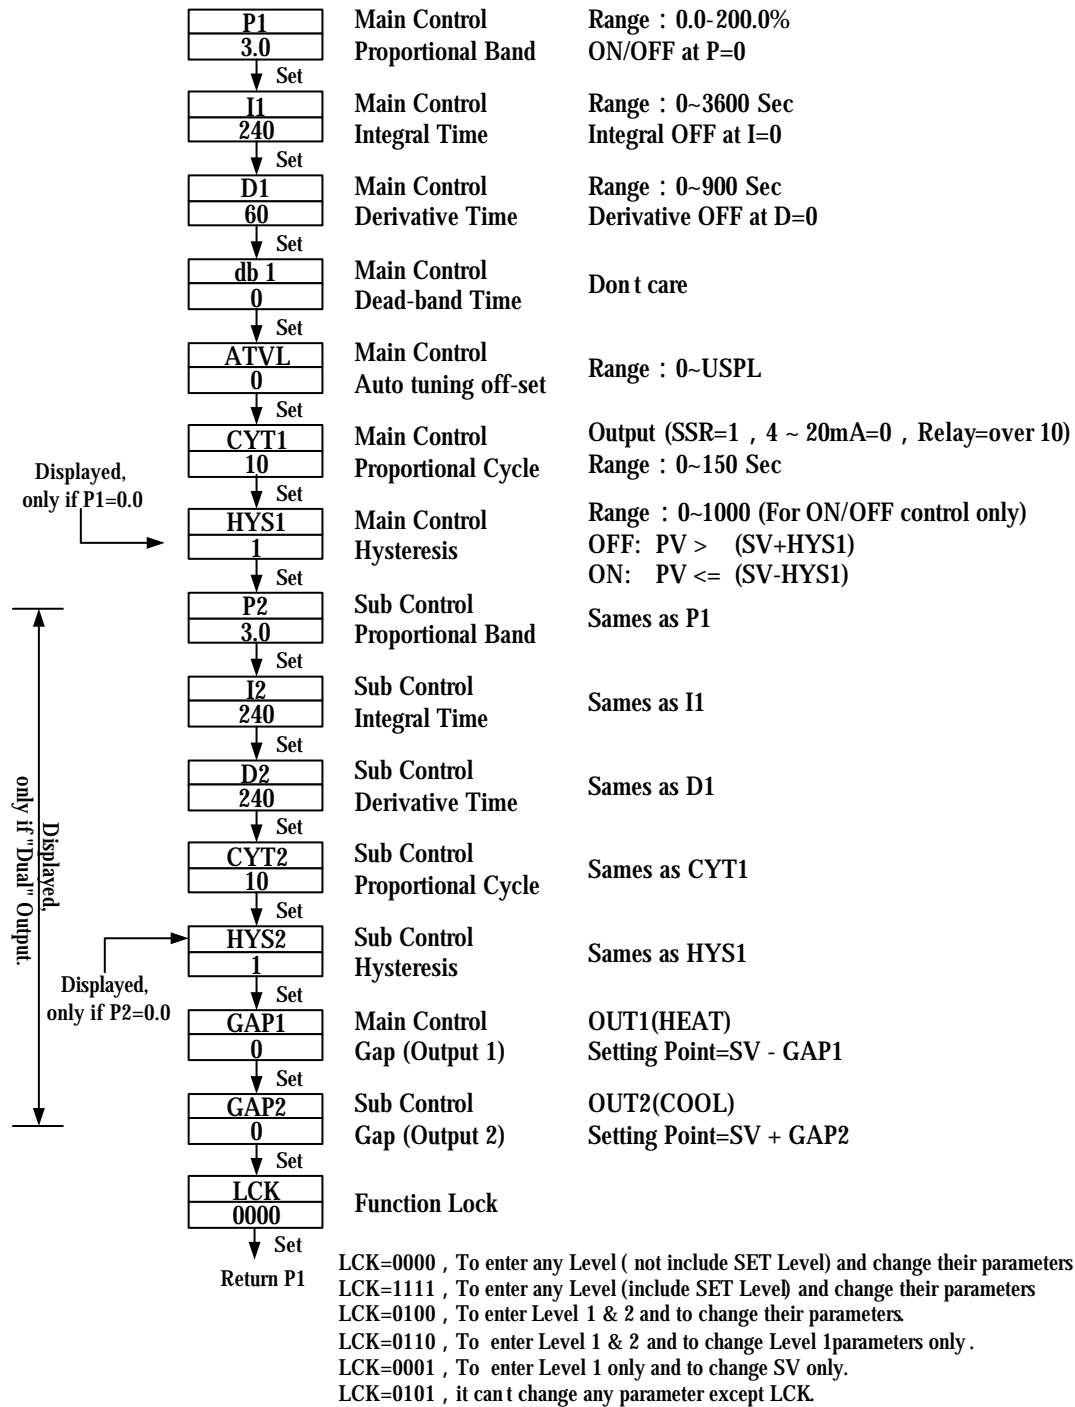 P1
3.0
Main Control
Proportional Band
Range : 0.0-200.0%
ON/OFF at P=0
Set
I1
240
Main Control
Integral Time
Range : 0~3600 Sec
Integral OFF at I=0
Set
D1
60
Main Control
Derivative Time
Range : 0~900 Sec
Derivative OFF at D=0
Set
db 1
0
Main Control
Dead-band Time
Don t care
Set
ATVL
0
Main Control
Auto tuning off-set
Range : 0~USPL
Set
CYT1
10
Main Control
Proportional Cycle
Output (SSR=1 , 4 ~ 20mA=0 , Relay=over 10)
Range : 0~150 Sec
Set
Displayed,
only if P1=0.0
HYS1
1
Main Control
Hysteresis
Range : 0~1000 (For ON/OFF control only)
OFF: PV > (SV+HYS1)
ON: PV <= (SV-HYS1)
Set
P2
3.0
Sub Control
Proportional Band
Sames as P1
Set
I2
240
Sub Control
Integral Time
Sames as I1
Set
D2
240
Sub Control
Derivative Time
Sames as D1
Set
Displayed,
only if "Dual" Output.
CYT2
10
Sub Control
Proportional Cycle
Sames as CYT1
Set
HYS2
1
Sub Control
Hysteresis
Sames as HYS1
Displayed,
only if P2=0.0
Set
GAP1
0
Main Control
Gap (Output 1)
OUT1(HEAT)
Setting Point=SV - GAP1
Set
GAP2
0
Sub Control
Gap (Output 2)
OUT2(COOL)
Setting Point=SV + GAP2
Set
LCK
0000
Function Lock
Set
Return P1
LCK=0000 , To enter any Level ( not include SET Level) and change their parameters
LCK=1111 , To enter any Level (include SET Level) and change their parameters
LCK=0100 , To enter Level 1 & 2 and to change their parameters.
LCK=0110 , To enter Level 1 & 2 and to change Level 1parameters only .
LCK=0001 , To enter Level 1 only and to change SV only.
LCK=0101 , it can t change any parameter except LCK.